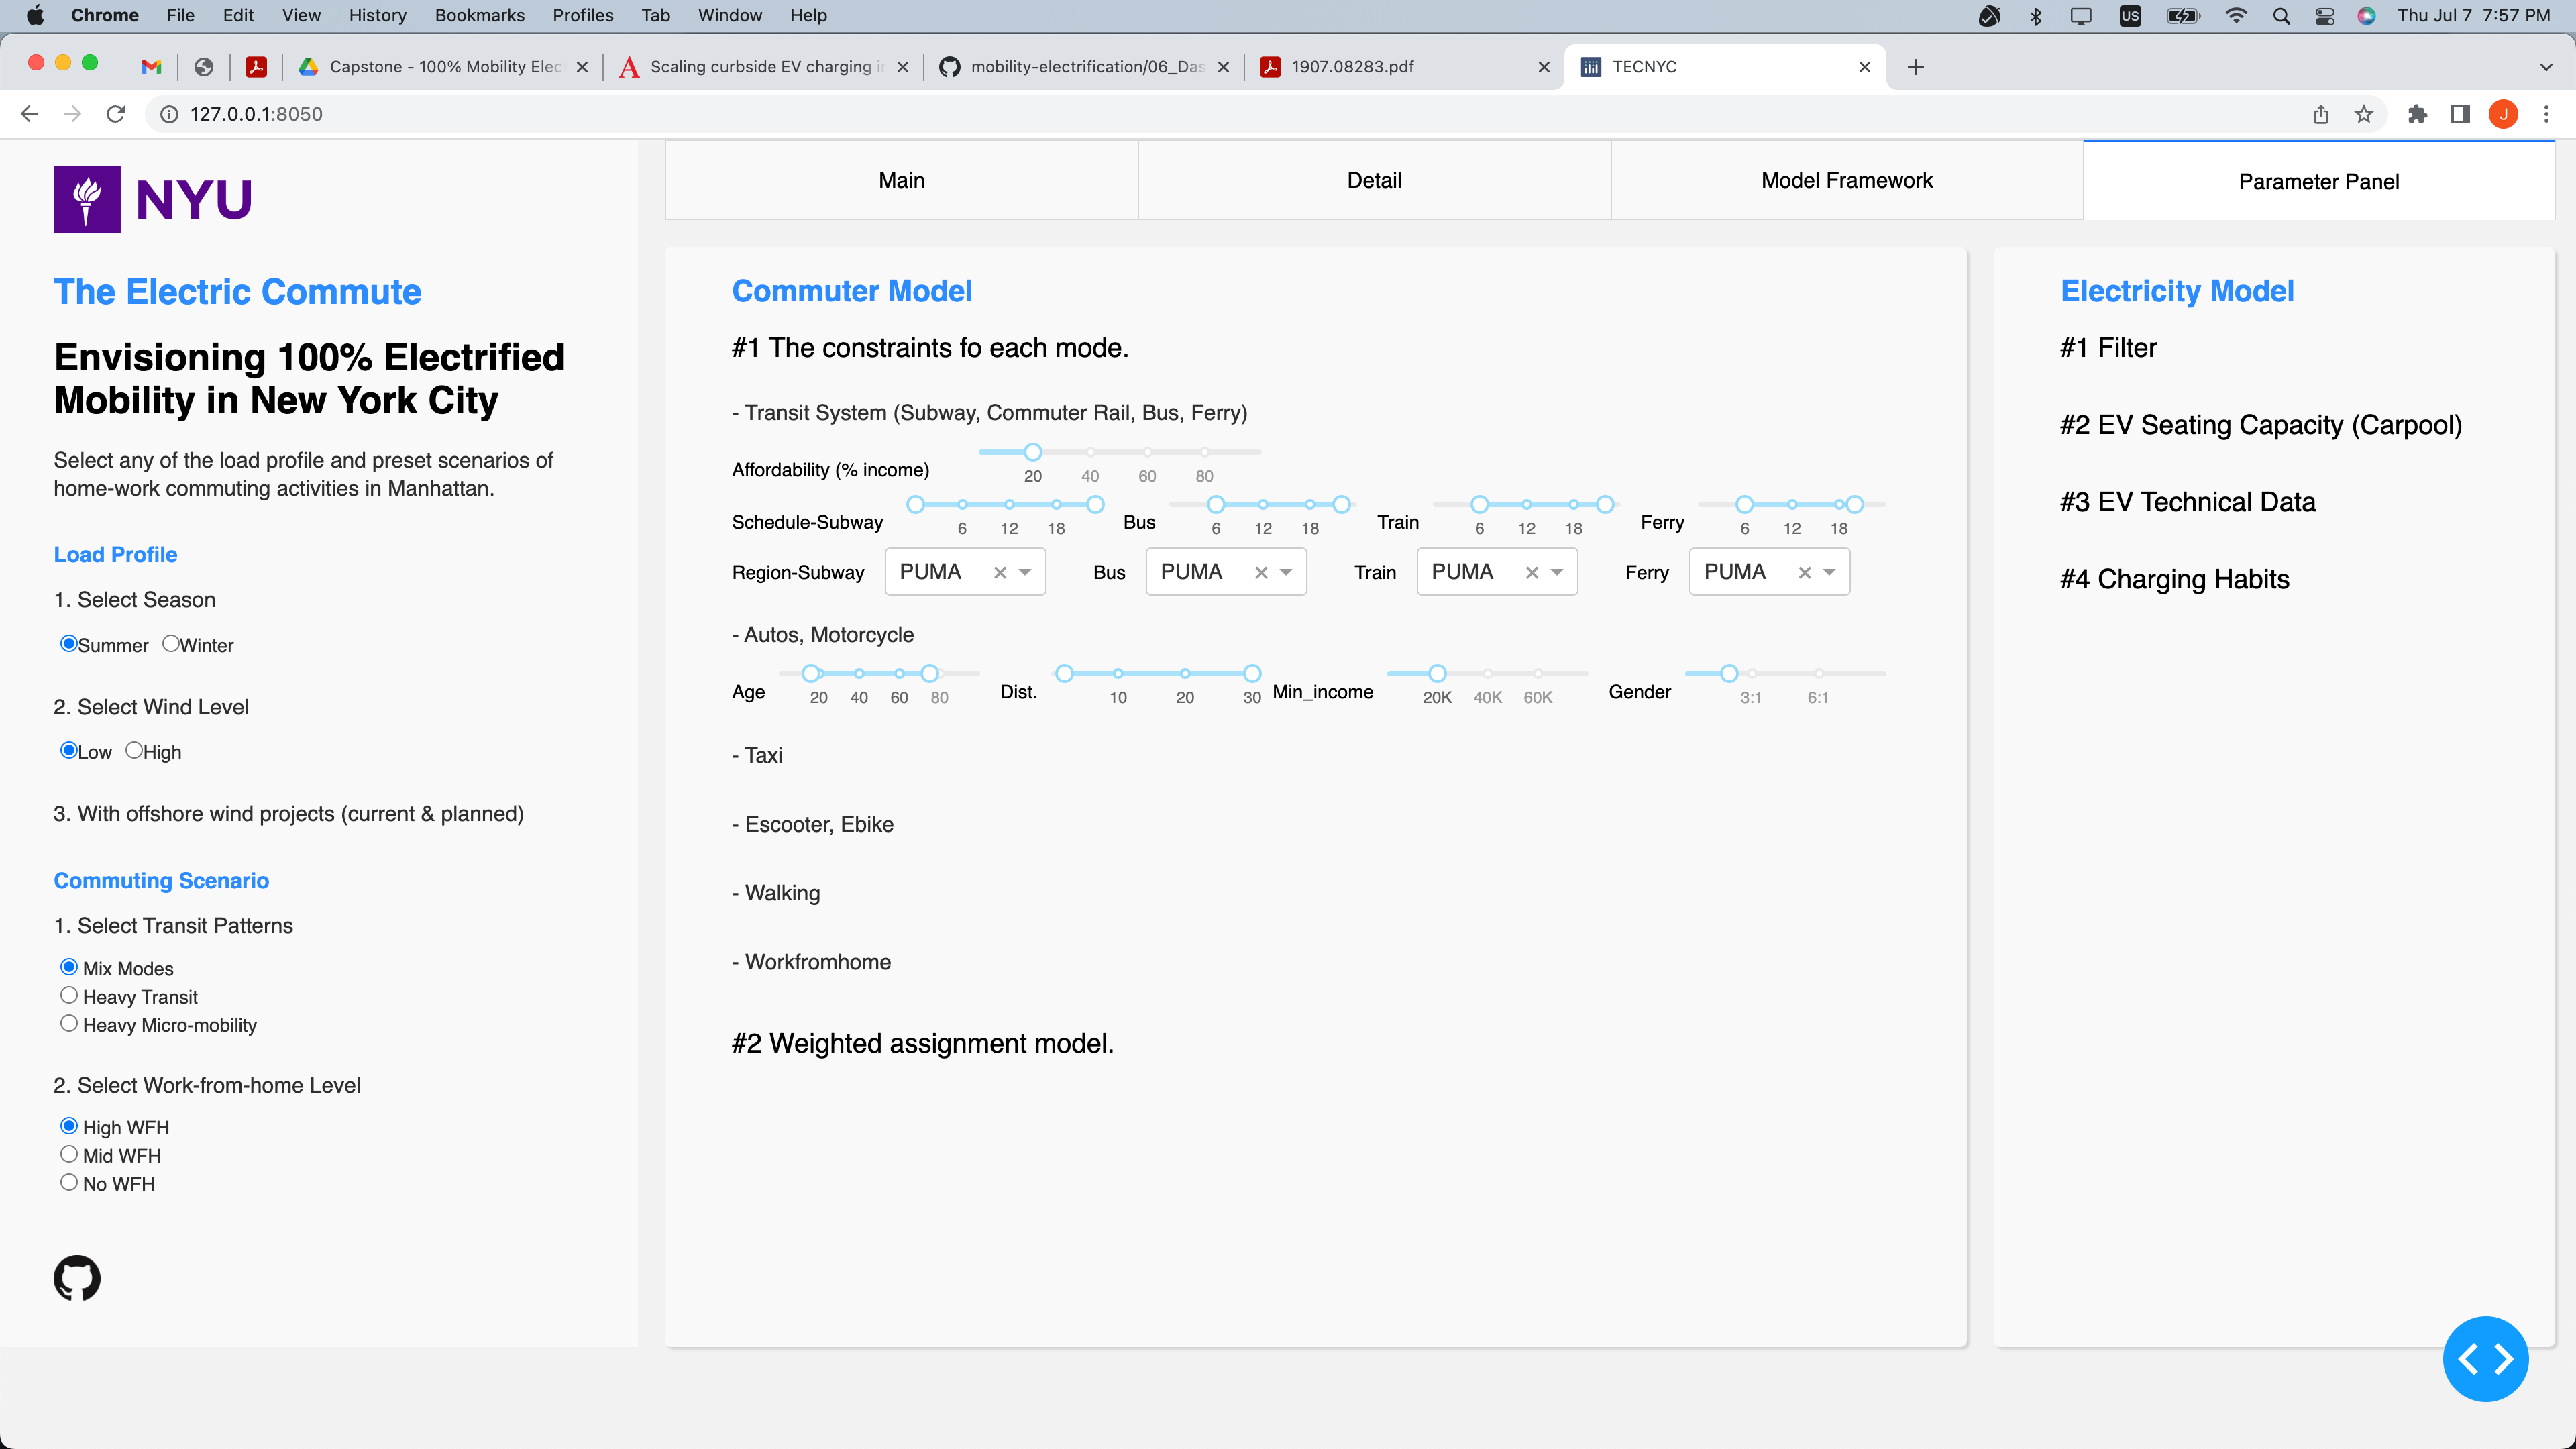 Chrome File Edit View History Bookmarks Profiles Tab Window Help US Thu Jul 7 7:57 PM
Capstone - 100% Mobility Elec Scaling curbside EV charging i mobility-electrification/06_Das 1907.08283.pdf TECNYC
127.0.0.1:8050 J
NYU
The Electric Commute
Envisioning 100% Electrified
Mobility in New York City
Select any of the load profile and preset scenarios of
home-work commuting activities in Manhattan.
Load Profile
1. Select Season
Summer Winter
2. Select Wind Level
Low High
3. With offshore wind projects (current & planned)
Commuting Scenario
1. Select Transit Patterns
Mix Modes
Heavy Transit
Heavy Micro-mobility
2. Select Work-from-home Level
High WFH
Mid WFH
No WFH
Main Detail Model Framework Parameter Panel
Commuter Model
#1 The constraints fo each mode.
- Transit System (Subway, Commuter Rail, Bus, Ferry)
Affordability (% income) 20 40 60 80
Schedule-Subway 6 12 18 Bus 6 12 18 Train 6 12 18 Ferry 6 12 18
Region-Subway PUMA Bus PUMA Train PUMA Ferry PUMA
- Autos, Motorcycle
Age 20 40 60 80 Dist. 10 20 30 Min_income 20K 40K 60K Gender 3:1 6:1
- Taxi
- Escooter, Ebike
- Walking
- Workfromhome
#2 Weighted assignment model.
Electricity Model
#1 Filter
#2 EV Seating Capacity (Carpool)
#3 EV Technical Data
#4 Charging Habits